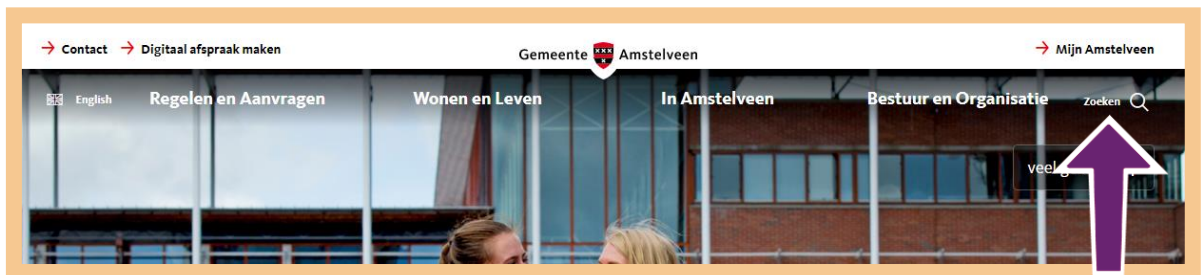 → Contact → Digitaal afspraak maken
Gemeente Amstelveen
→ Mijn Amstelveen
English Regelen en Aanvragen Wonen en Leven In Amstelveen Bestuur en Organisatie Zoeken